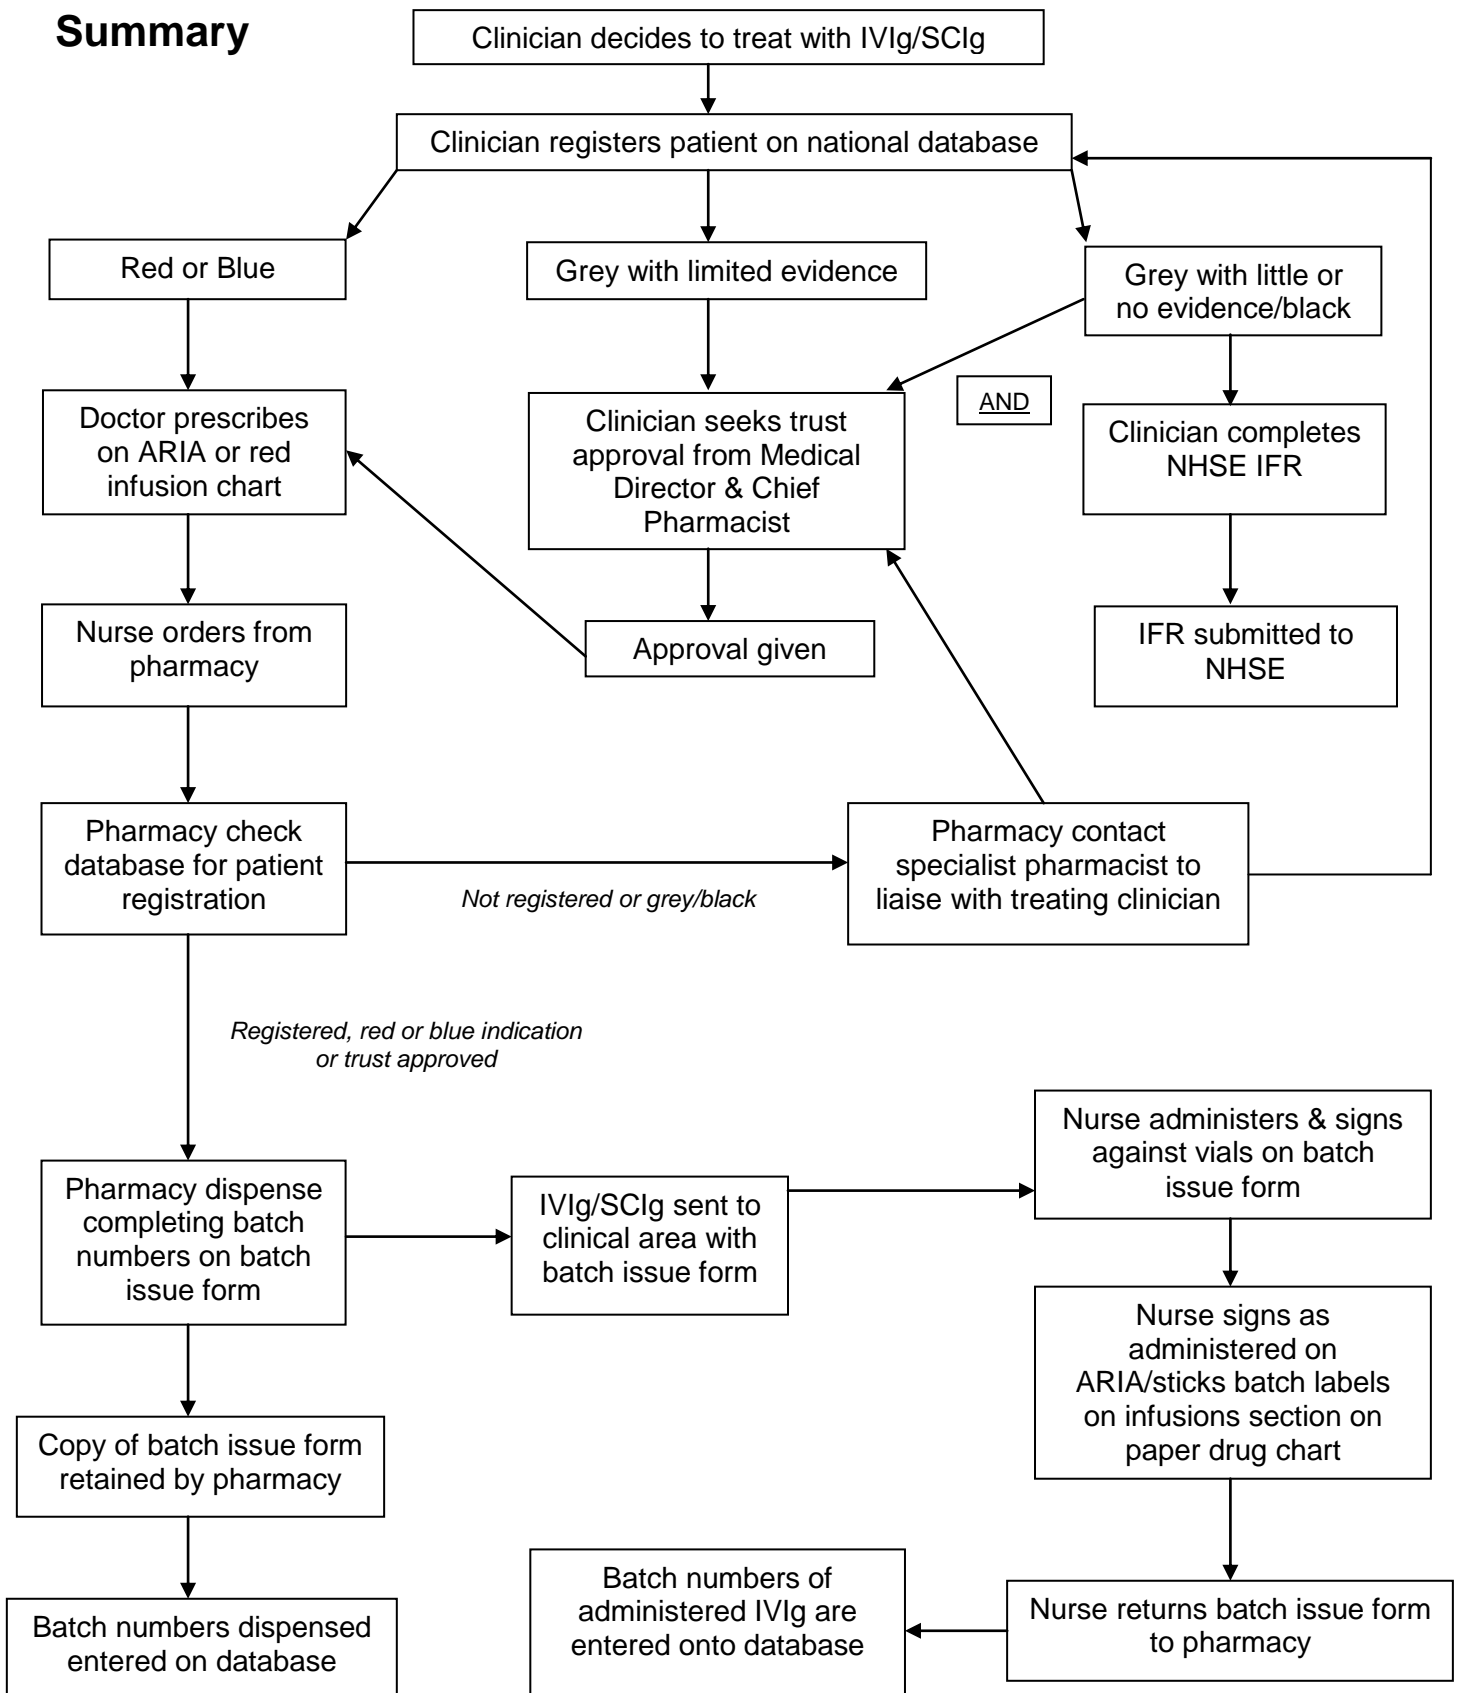 Summary
Clinician decides to treat with IVIg/SCIg
Clinician registers patient on national database
Red or Blue
Grey with limited evidence
Grey with little or
no evidence/black
AND
Doctor prescribes
on ARIA or red
infusion chart
Clinician seeks trust
approval from Medical
Director & Chief
Pharmacist
Clinician completes
NHSE IFR
Nurse orders from
pharmacy
Approval given
IFR submitted to
NHSE
Pharmacy check
database for patient
registration
Not registered or grey/black
Pharmacy contact
specialist pharmacist to
liaise with treating clinician
Registered, red or blue indication
or trust approved
Pharmacy dispense
completing batch
numbers on batch
issue form
IVIg/SCIg sent to
clinical area with
batch issue form
Nurse administers & signs
against vials on batch
issue form
Nurse signs as
administered on
ARIA/sticks batch labels
on infusions section on
paper drug chart
Copy of batch issue form
retained by pharmacy
Batch numbers dispensed
entered on database
Batch numbers of
administered IVIg are
entered onto database
Nurse returns batch issue form
to pharmacy